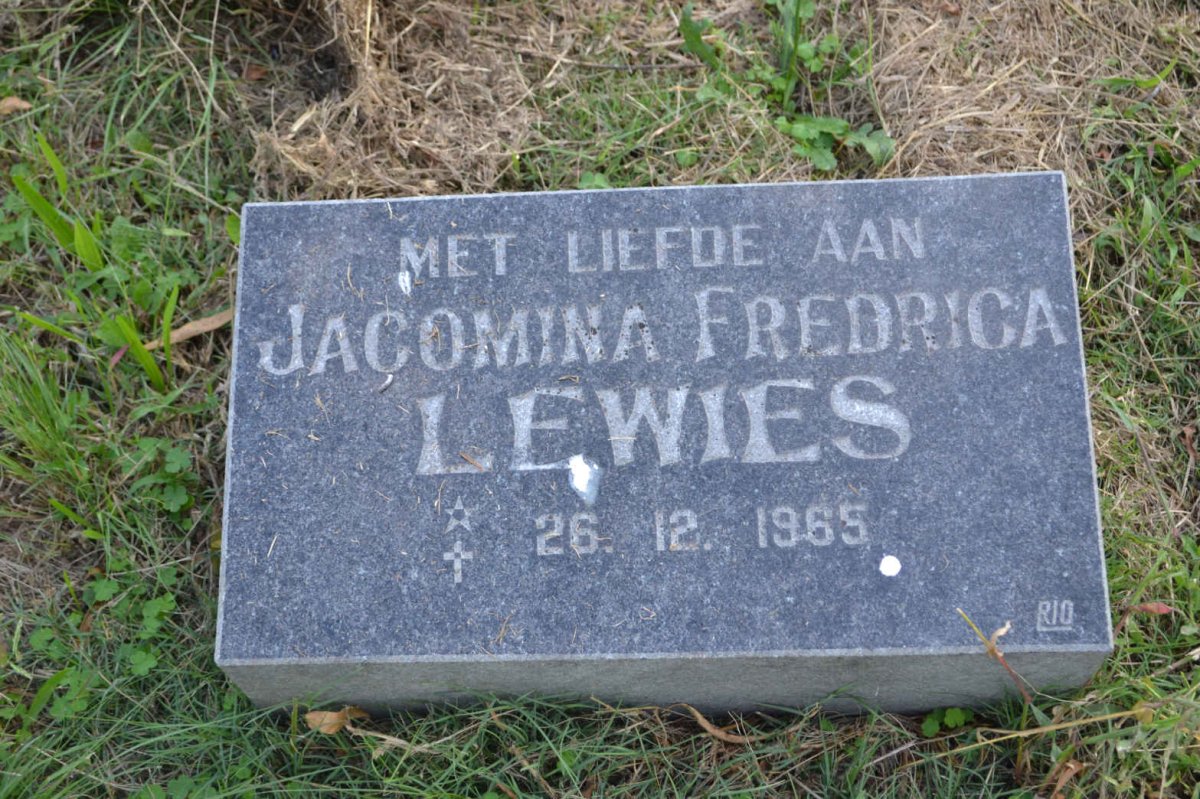 MET LIEFDE AAN
JACOMINA FREDRICA
LEWIES
☆
✝ 26. 12. 1965
RIO